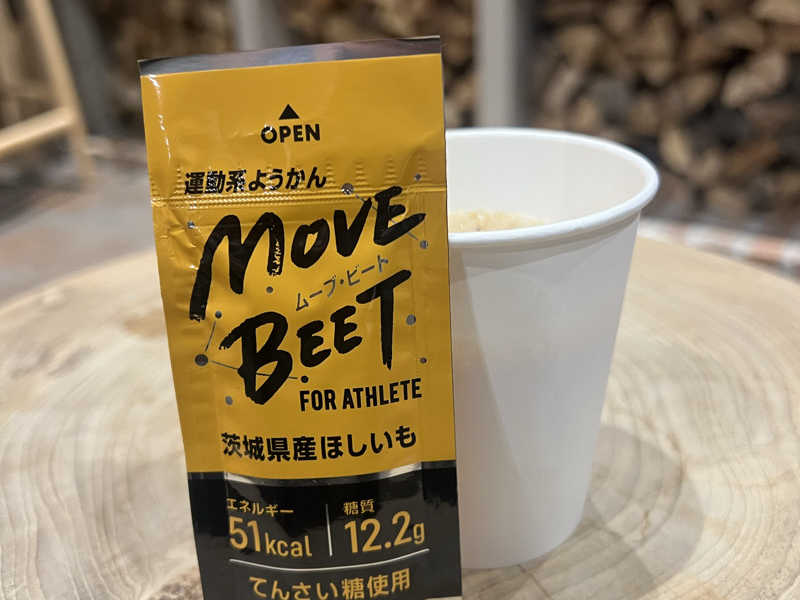 OPEN
運動系ようかん
MOVE
ムーブ・ビート
BEET
FOR ATHLETE
茨城県産ほしいも
エネルギー 糖質
51kcal 12.2g
てんさい糖使用